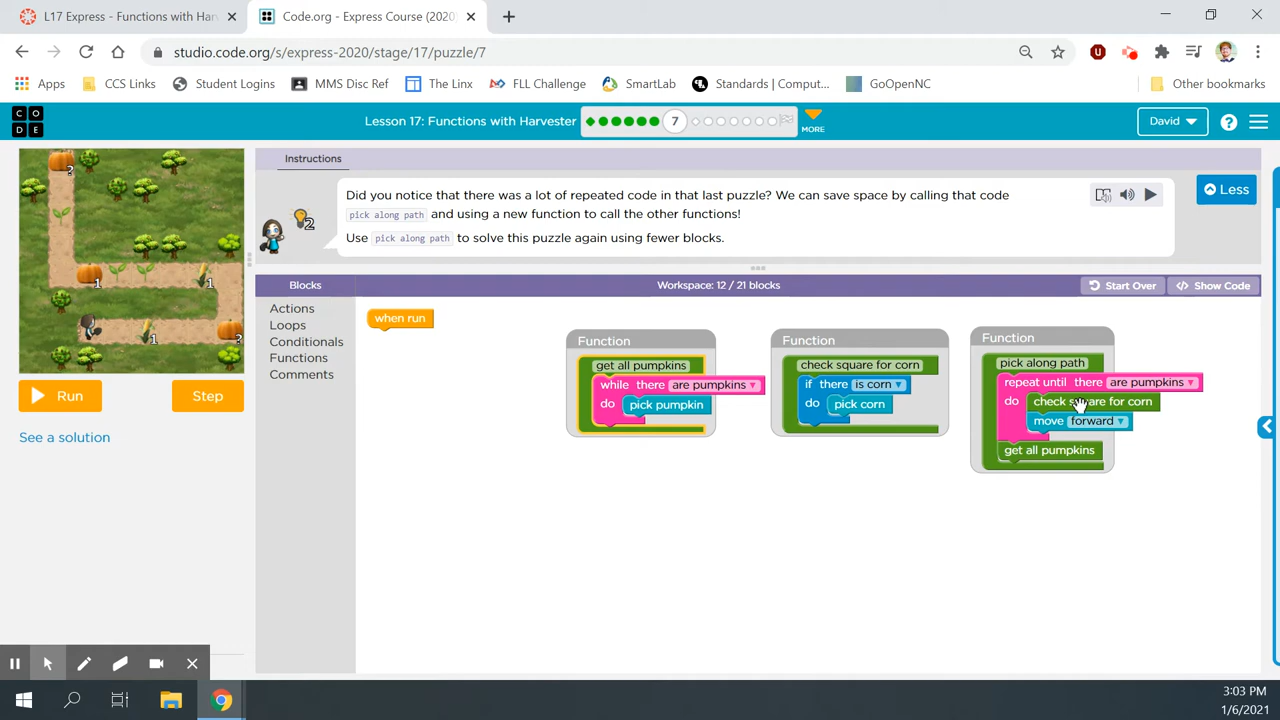 L17 Express - Functions with Har
Code.org - Express Course (2020)
studio.code.org/s/express-2020/stage/17/puzzle/7
Apps
CCS Links
Student Logins
MMS Disc Ref
The Linx
FLL Challenge
SmartLab
Standards | Comput...
GoOpenNC
Other bookmarks
C O
D E
Lesson 17: Functions with Harvester
7
MORE
David
?
Instructions
2
Did you notice that there was a lot of repeated code in that last puzzle? We can save space by calling that code
pick along path and using a new function to call the other functions!
Use pick along path to solve this puzzle again using fewer blocks.
Less
?
1
1
1
?
Run
Step
See a solution
Blocks
Workspace: 12 / 21 blocks
Start Over
</> Show Code
Actions
Loops
Conditionals
Functions
Comments
when run
Function
get all pumpkins
while there are pumpkins
do pick pumpkin
Function
check square for corn
if there is corn
do pick corn
Function
pick along path
repeat until there are pumpkins
do check square for corn
move forward
get all pumpkins
3:03 PM
1/6/2021